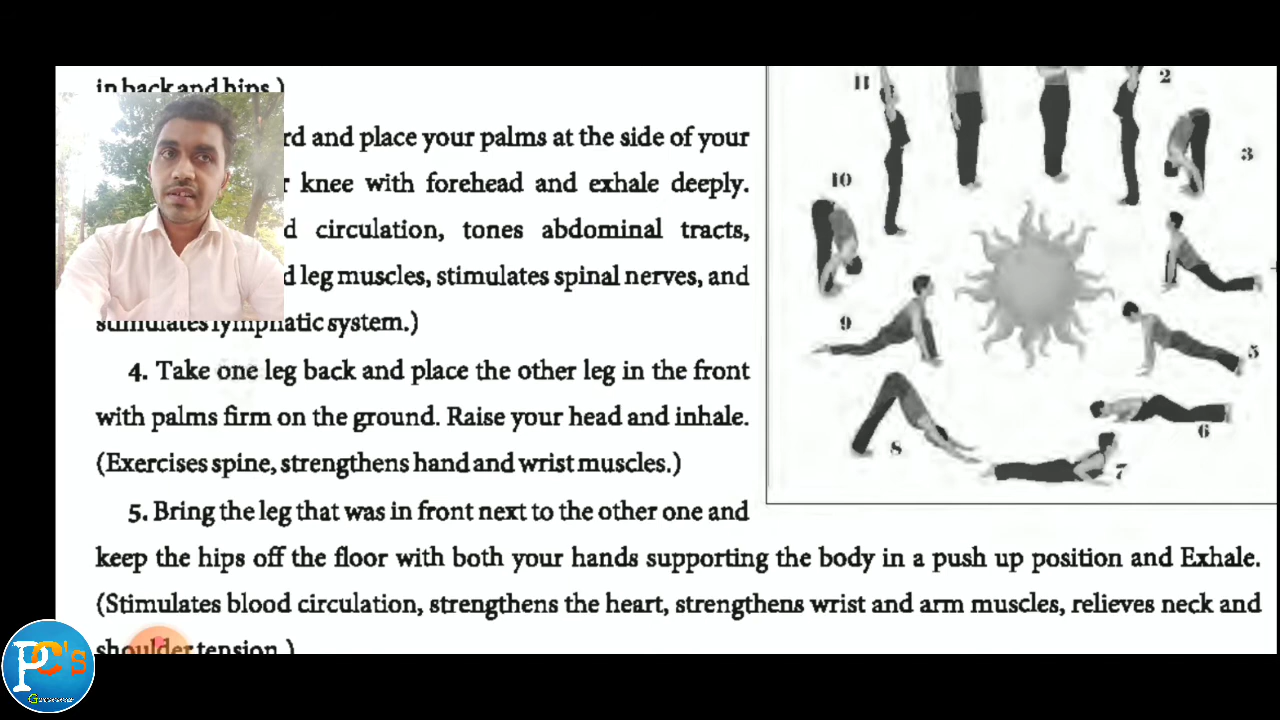 in back and hips.)
rd and place your palms at the side of your
r knee with forehead and exhale deeply.
d circulation, tones abdominal tracts,
d leg muscles, stimulates spinal nerves, and
stimulates lymphatic system.)
4. Take one leg back and place the other leg in the front
with palms firm on the ground. Raise your head and inhale.
(Exercises spine, strengthens hand and wrist muscles.)
5. Bring the leg that was in front next to the other one and
keep the hips off the floor with both your hands supporting the body in a push up position and Exhale.
(Stimulates blood circulation, strengthens the heart, strengthens wrist and arm muscles, relieves neck and
shoulder tension.)
11
2
3
10
9
5
8
6
7
PC's